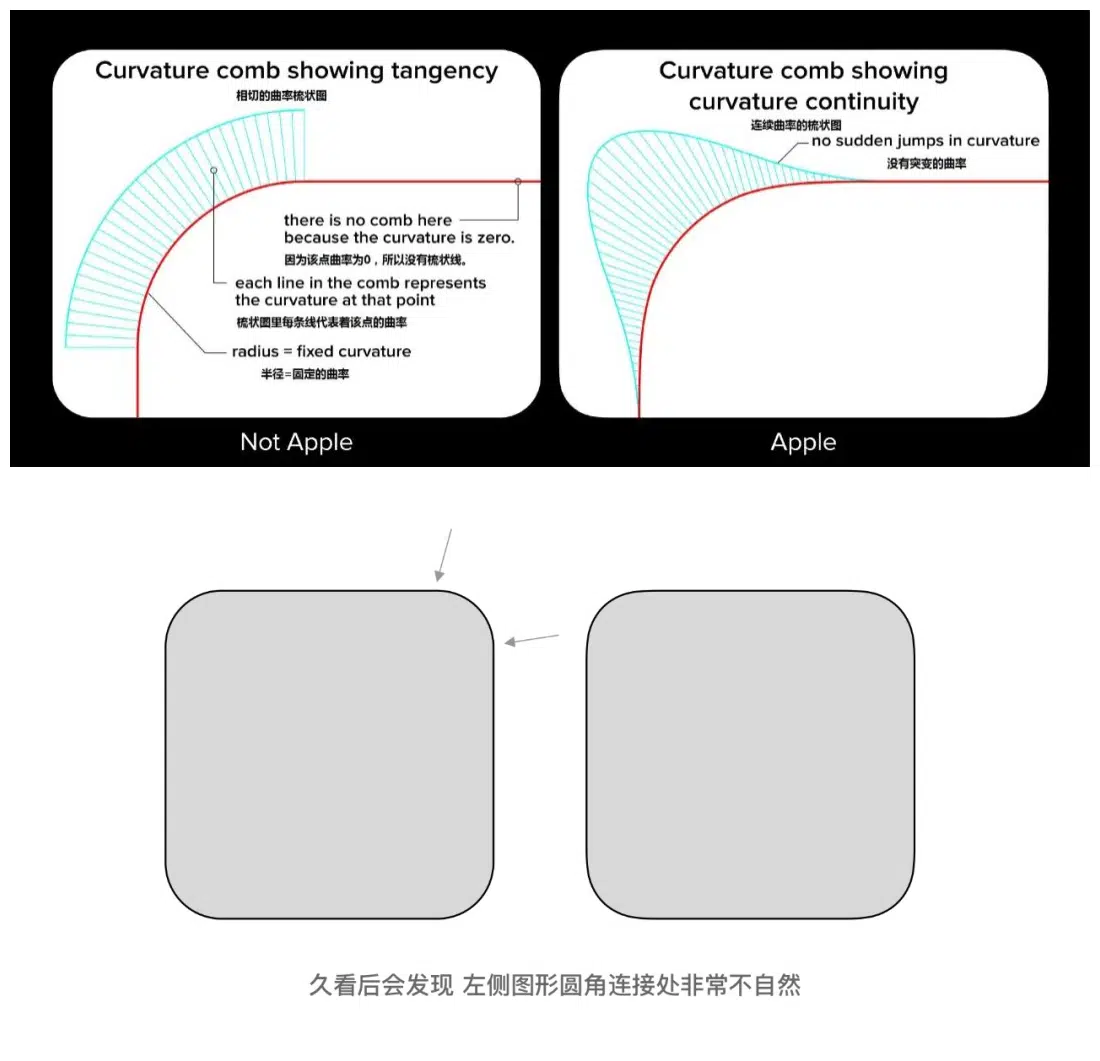 Curvature comb showing tangency
相切的曲率梳状图
there is no comb here
because the curvature is zero.
因为该点曲率为0，所以没有梳状线。
each line in the comb represents
the curvature at that point
梳状图里每条线代表着该点的曲率
radius = fixed curvature
半径=固定的曲率
Not Apple
Curvature comb showing
curvature continuity
连续曲率的梳状图
no sudden jumps in curvature
没有突变的曲率
Apple
久看后会发现 左侧图形圆角连接处非常不自然